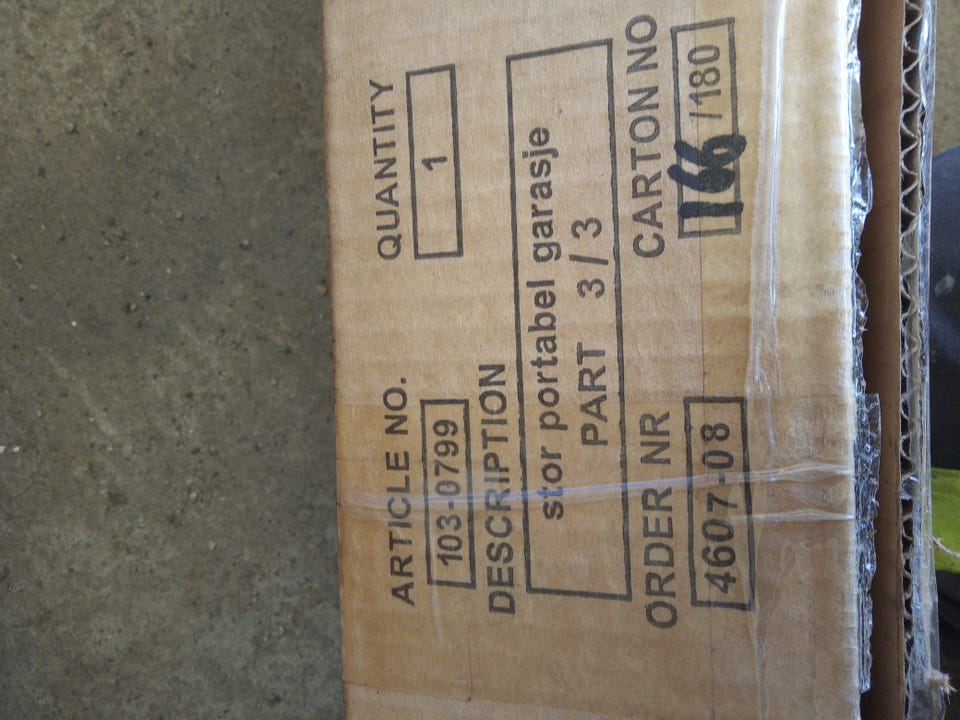 ARTICLE NO. QUANTITY
103-0799 1
DESCRIPTION
stor portabel garasje
PART 3/3
ORDER NR CARTON NO
4607-08 166 /180